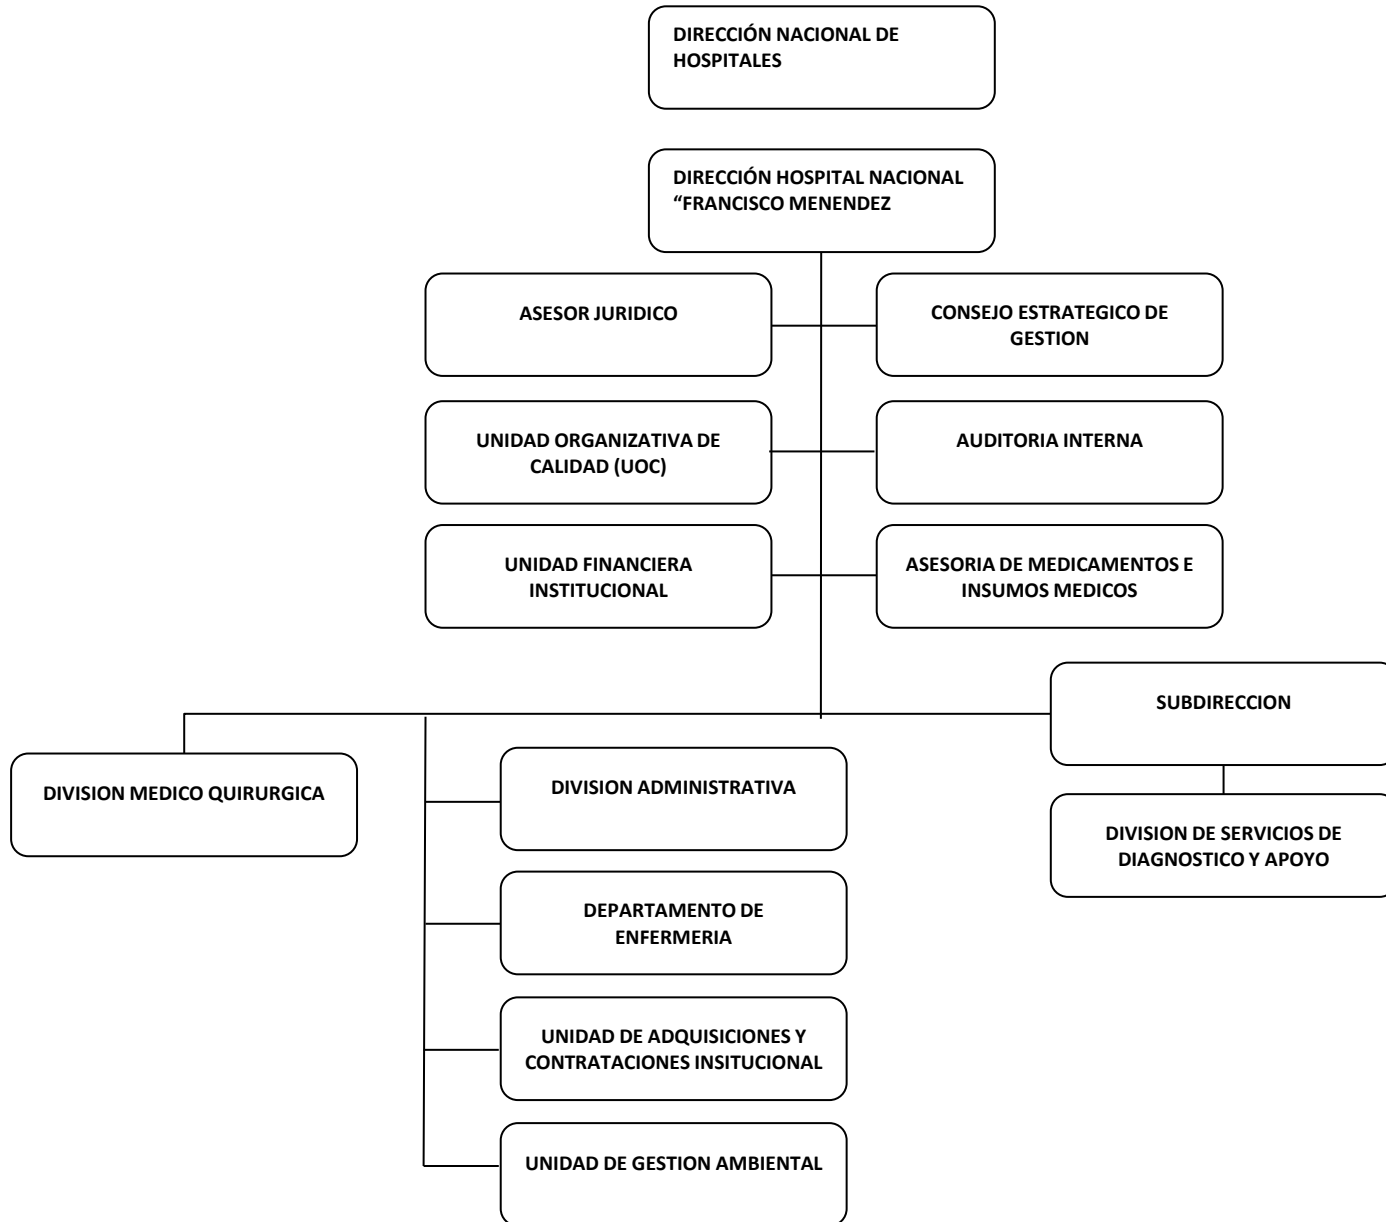 DIRECCIÓN NACIONAL DE
HOSPITALES
DIRECCIÓN HOSPITAL NACIONAL
“FRANCISCO MENENDEZ
ASESOR JURIDICO
CONSEJO ESTRATEGICO DE
GESTION
UNIDAD ORGANIZATIVA DE
CALIDAD (UOC)
AUDITORIA INTERNA
UNIDAD FINANCIERA
INSTITUCIONAL
ASESORIA DE MEDICAMENTOS E
INSUMOS MEDICOS
SUBDIRECCION
DIVISION MEDICO QUIRURGICA
DIVISION ADMINISTRATIVA
DIVISION DE SERVICIOS DE
DIAGNOSTICO Y APOYO
DEPARTAMENTO DE
ENFERMERIA
UNIDAD DE ADQUISICIONES Y
CONTRATACIONES INSITUCIONAL
UNIDAD DE GESTION AMBIENTAL